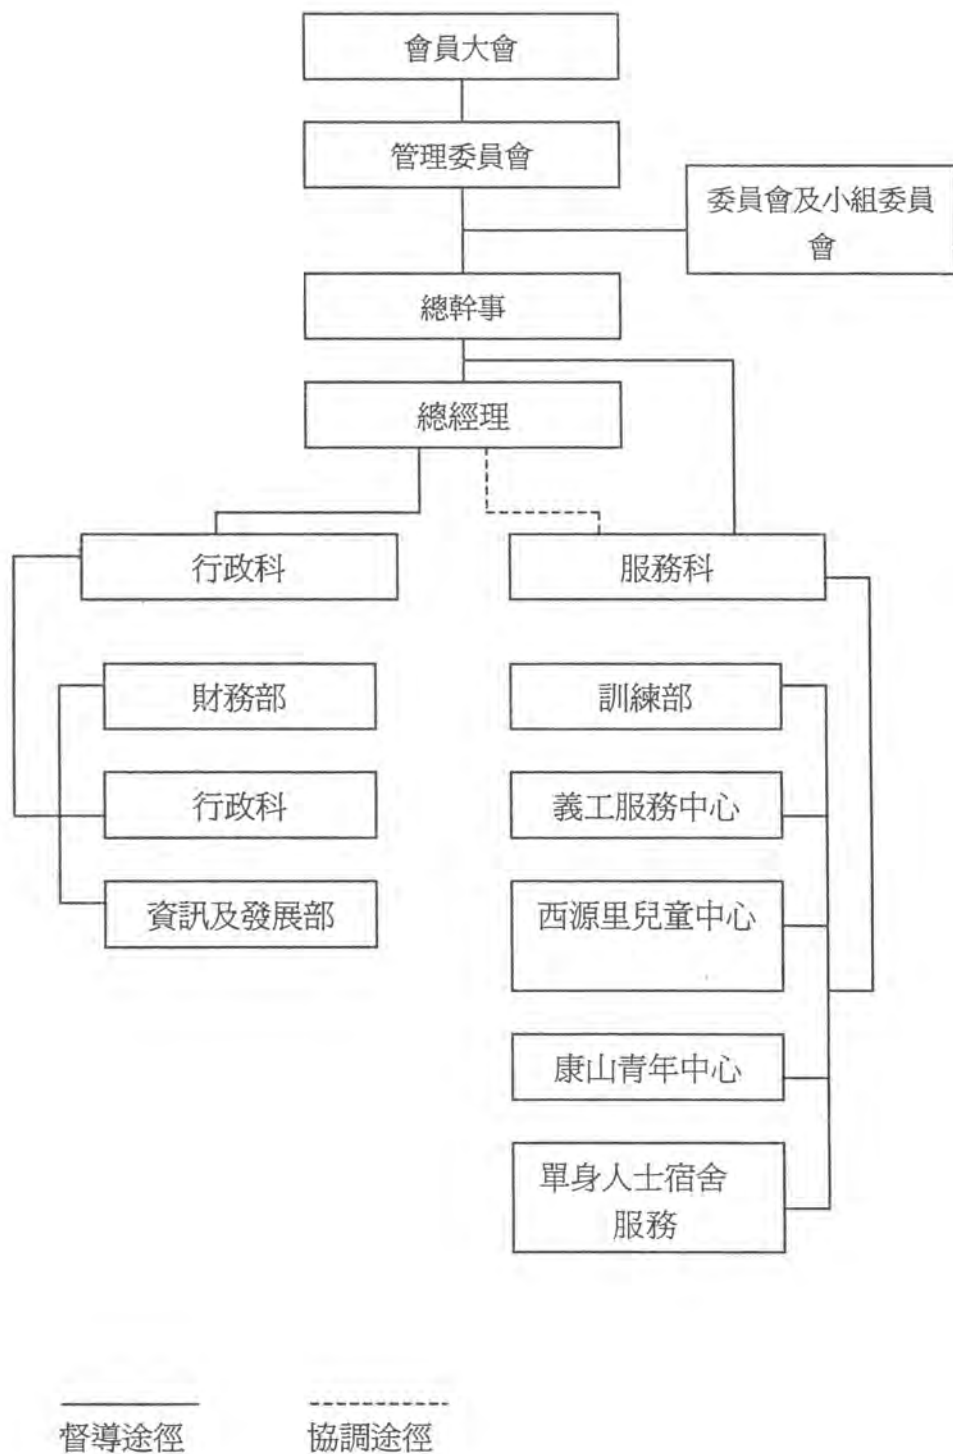 會員大會
管理委員會
委員會及小組委員
會
總幹事
總經理
行政科
服務科
財務部
訓練部
行政科
義工服務中心
資訊及發展部
西源里兒童中心
康山青年中心
單身人士宿舍
服務
督導途徑
協調途徑